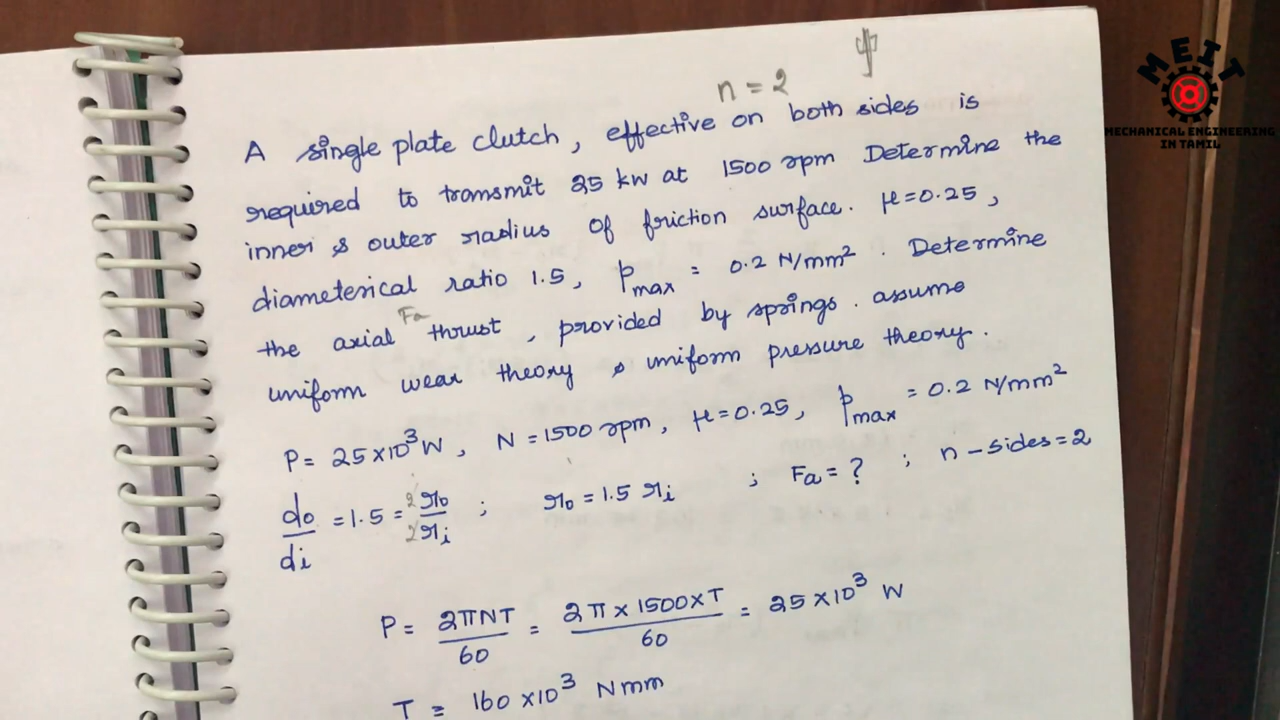 n = 2
MEIT
MECHANICAL ENGINEERING
IN TAMIL
A single plate clutch, effective on both sides is
required to transmit 25 kw at 1500 rpm Determine the
inner & outer radius of friction surface. μ=0.25,
diameterical ratio 1.5, pmax = 0.2 N/mm². Determine
Fa
the axial thrust, provided by springs. assume
uniform wear theory & uniform pressure theory.
P= 25×10³W, N = 1500 rpm, μ=0.25, pmax = 0.2 N/mm²
do/di = 1.5 = 2ro/2ri ; ro = 1.5 ri ; Fa = ? ; n - sides = 2
P = 2πNT/60 = 2π×1500×T/60 = 25×10³ W
T = 160×10³ Nmm